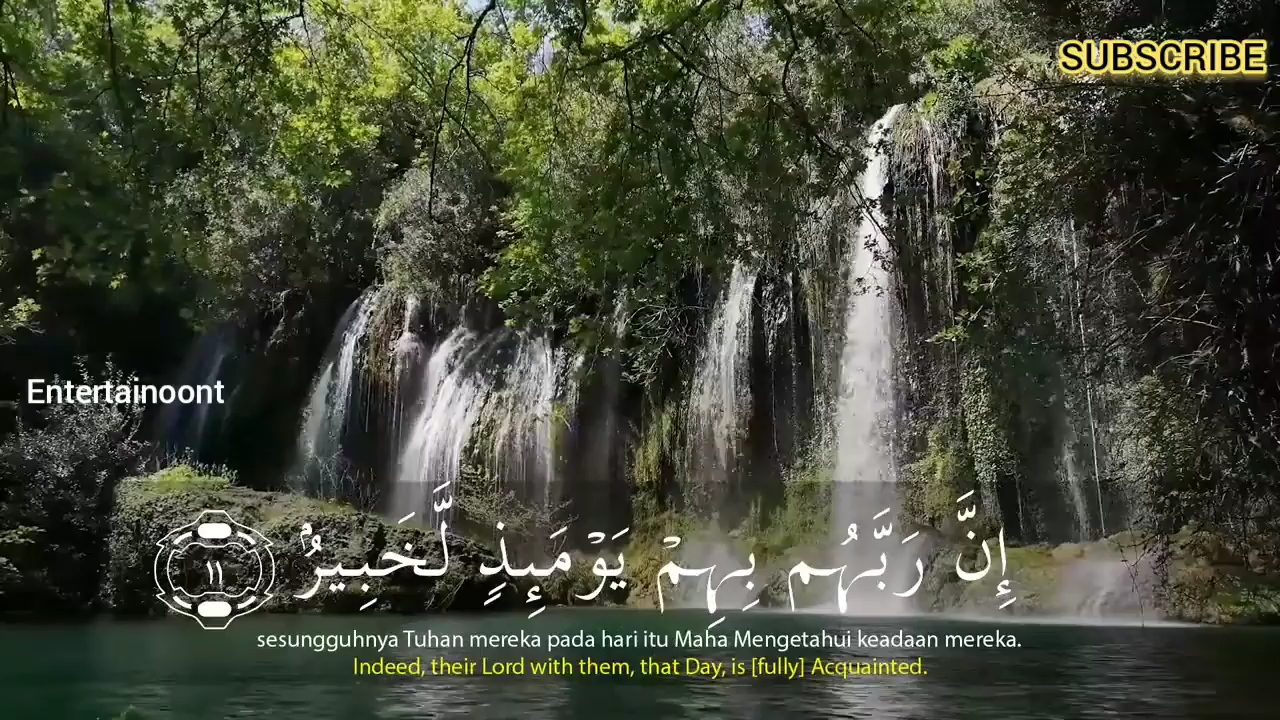 SUBSCRIBE
Entertainoont
إِنَّ رَبَّهُم بِهِمْ يَوْمَئِذٍ لَّخَبِيرٌۢ ١١
sesungguhnya Tuhan mereka pada hari itu Maha Mengetahui keadaan mereka.
Indeed, their Lord with them, that Day, is [fully] Acquainted.